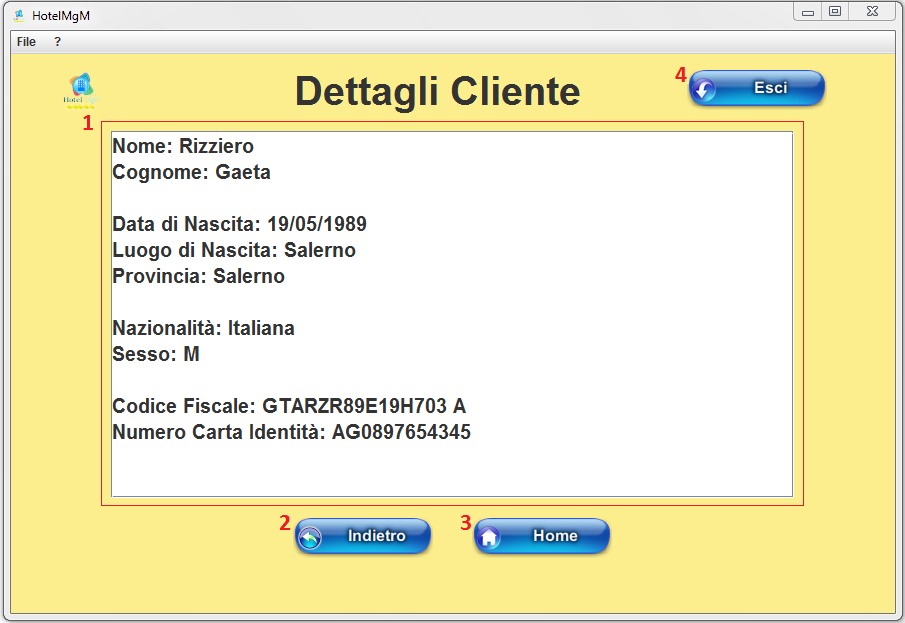 HotelMgM
File ?
Hotel
Dettagli Cliente
4 Esci
1
Nome: Rizziero
Cognome: Gaeta
Data di Nascita: 19/05/1989
Luogo di Nascita: Salerno
Provincia: Salerno
Nazionalità: Italiana
Sesso: M
Codice Fiscale: GTARZR89E19H703 A
Numero Carta Identità: AG0897654345
2 Indietro
3 Home